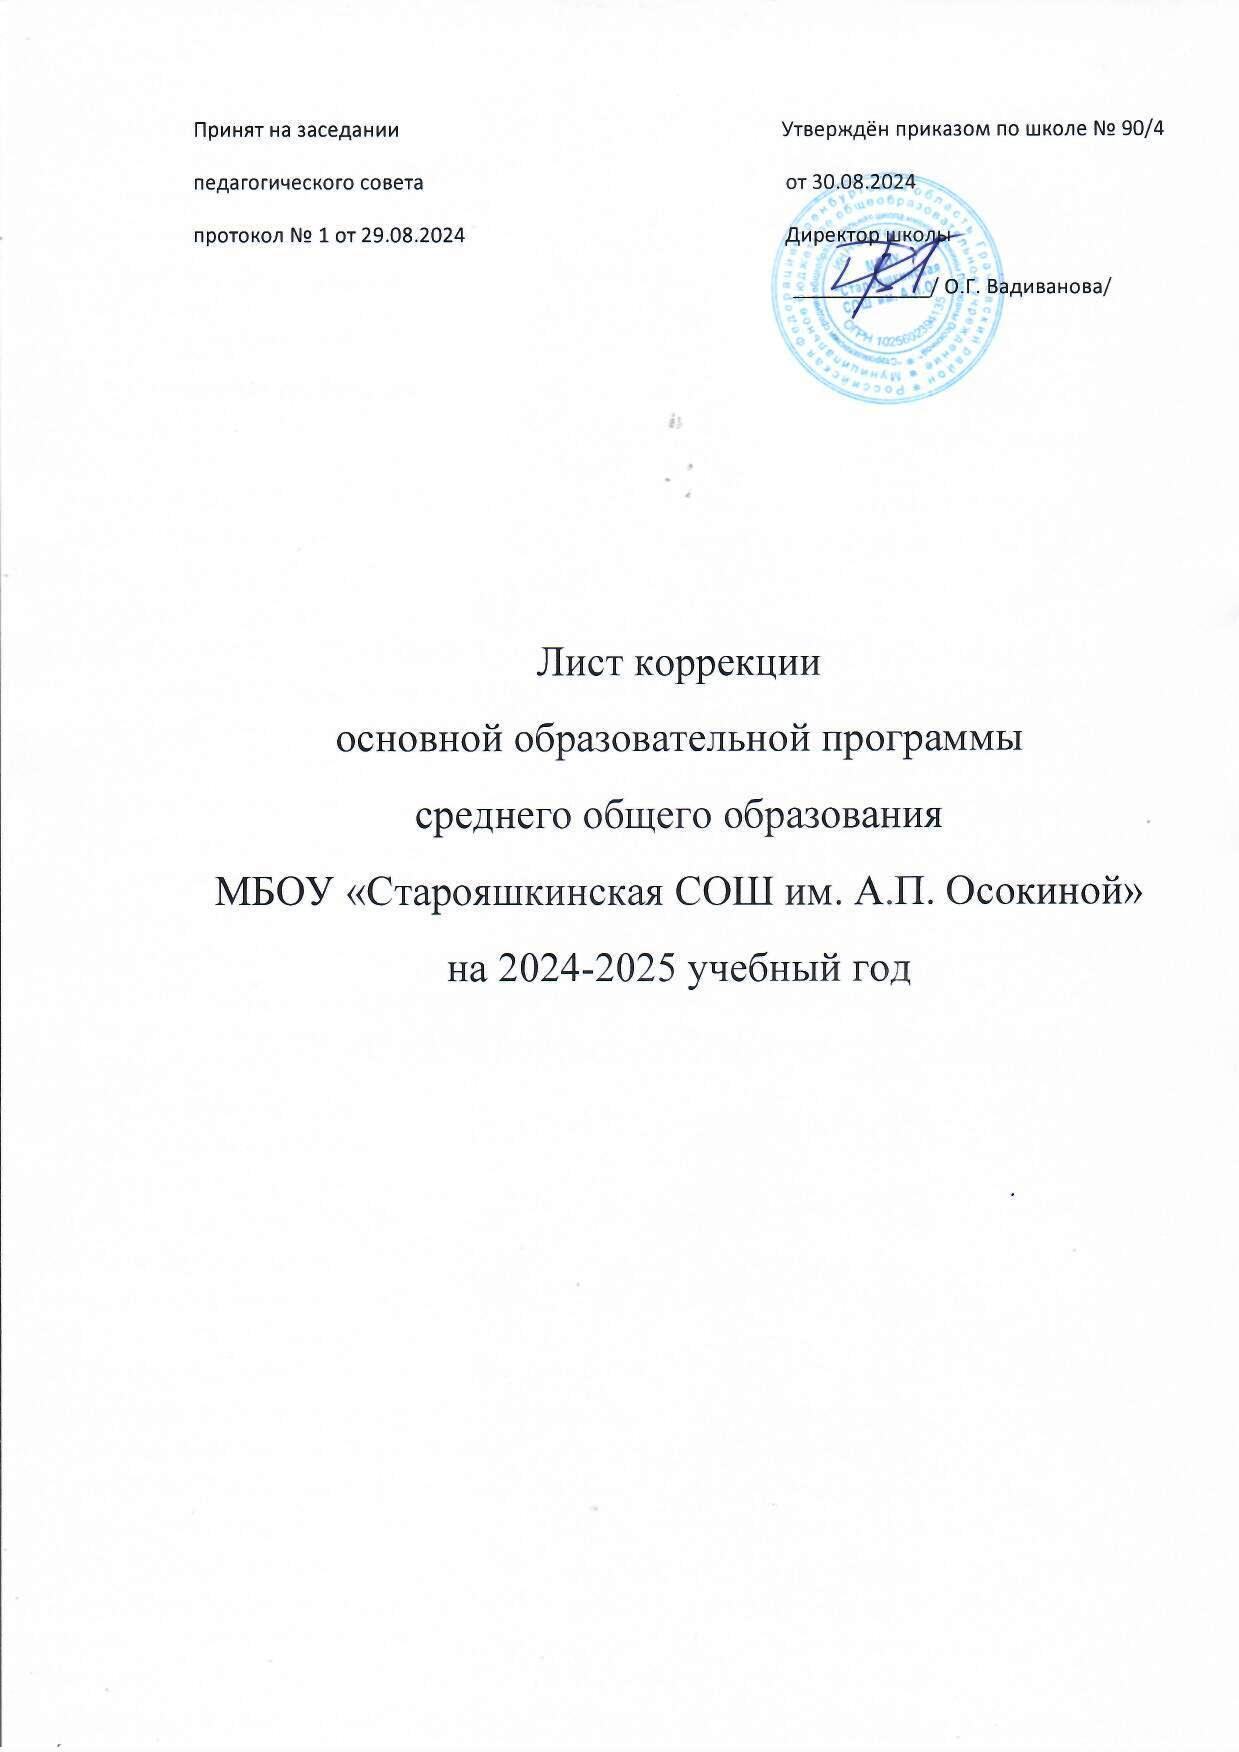 Принят на заседании
педагогического совета
протокол № 1 от 29.08.2024
Утверждён приказом по школе № 90/4
от 30.08.2024
Директор школы
/ О.Г. Вадиванова/
ОГРН 1025602394135
Лист коррекции
основной образовательной программы
среднего общего образования
МБОУ «Старояшкинская СОШ им. А.П. Осокиной»
на 2024-2025 учебный год